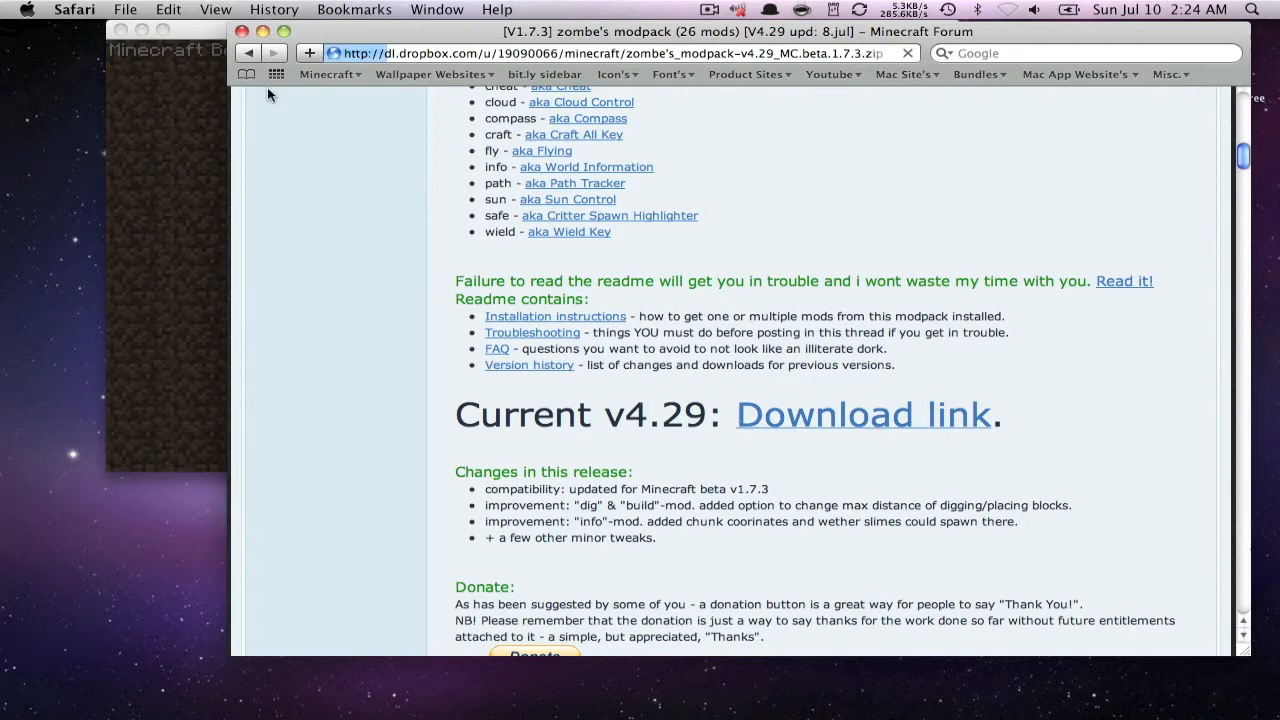 Safari File Edit View History Bookmarks Window Help 5.3KB/s 285.6KB/s Sun Jul 10 2:24 AM
[V1.7.3] zombe's modpack (26 mods) [V4.29 upd: 8.jul] – Minecraft Forum
Minecraft Be
http://dl.dropbox.com/u/19090066/minecraft/zombe's_modpack-v4.29_MC.beta.1.7.3.zip Google
Minecraft Wallpaper Websites bit.ly sidebar Icon's Font's Product Sites Youtube Mac Site's Bundles Mac App Website's Misc.
cheat - aka Cheat
cloud - aka Cloud Control
compass - aka Compass
craft - aka Craft All Key
fly - aka Flying
info - aka World Information
path - aka Path Tracker
sun - aka Sun Control
safe - aka Critter Spawn Highlighter
wield - aka Wield Key
Failure to read the readme will get you in trouble and i wont waste my time with you. Read it!
Readme contains:
Installation instructions - how to get one or multiple mods from this modpack installed.
Troubleshooting - things YOU must do before posting in this thread if you get in trouble.
FAQ - questions you want to avoid to not look like an illiterate dork.
Version history - list of changes and downloads for previous versions.
Current v4.29: Download link.
Changes in this release:
compatibility: updated for Minecraft beta v1.7.3
improvement: "dig" & "build"-mod. added option to change max distance of digging/placing blocks.
improvement: "info"-mod. added chunk coorinates and wether slimes could spawn there.
+ a few other minor tweaks.
Donate:
As has been suggested by some of you - a donation button is a great way for people to say "Thank You!".
NB! Please remember that the donation is just a way to say thanks for the work done so far without future entitlements
attached to it - a simple, but appreciated, "Thanks".
Donate